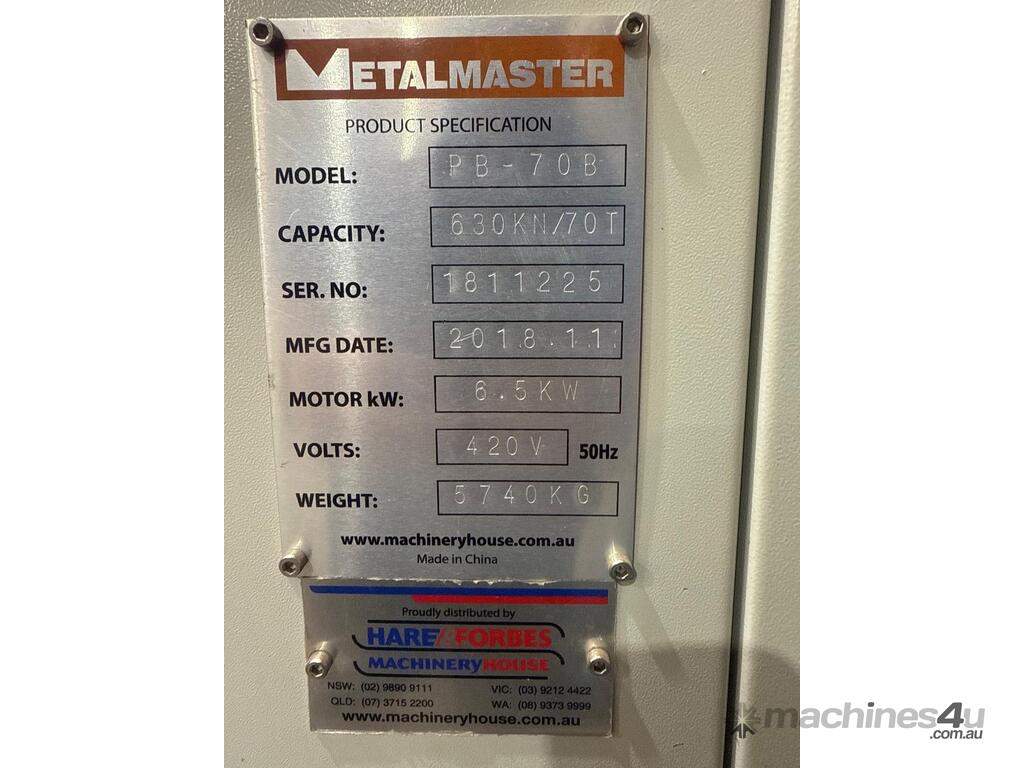 METALMASTER
PRODUCT SPECIFICATION
MODEL: PB-70B
CAPACITY: 630KN/70T
SER. NO: 1811225
MFG DATE: 2018.11
MOTOR kW: 6.5KW
VOLTS: 420V 50Hz
WEIGHT: 5740KG
www.machineryhouse.com.au
Made in China
Proudly distributed by
HARE & FORBES
MACHINERYHOUSE
NSW: (02) 9890 9111 VIC: (03) 9212 4422
QLD: (07) 3715 2200 WA: (08) 9373 9999
www.machineryhouse.com.au
machines4u
.com.au